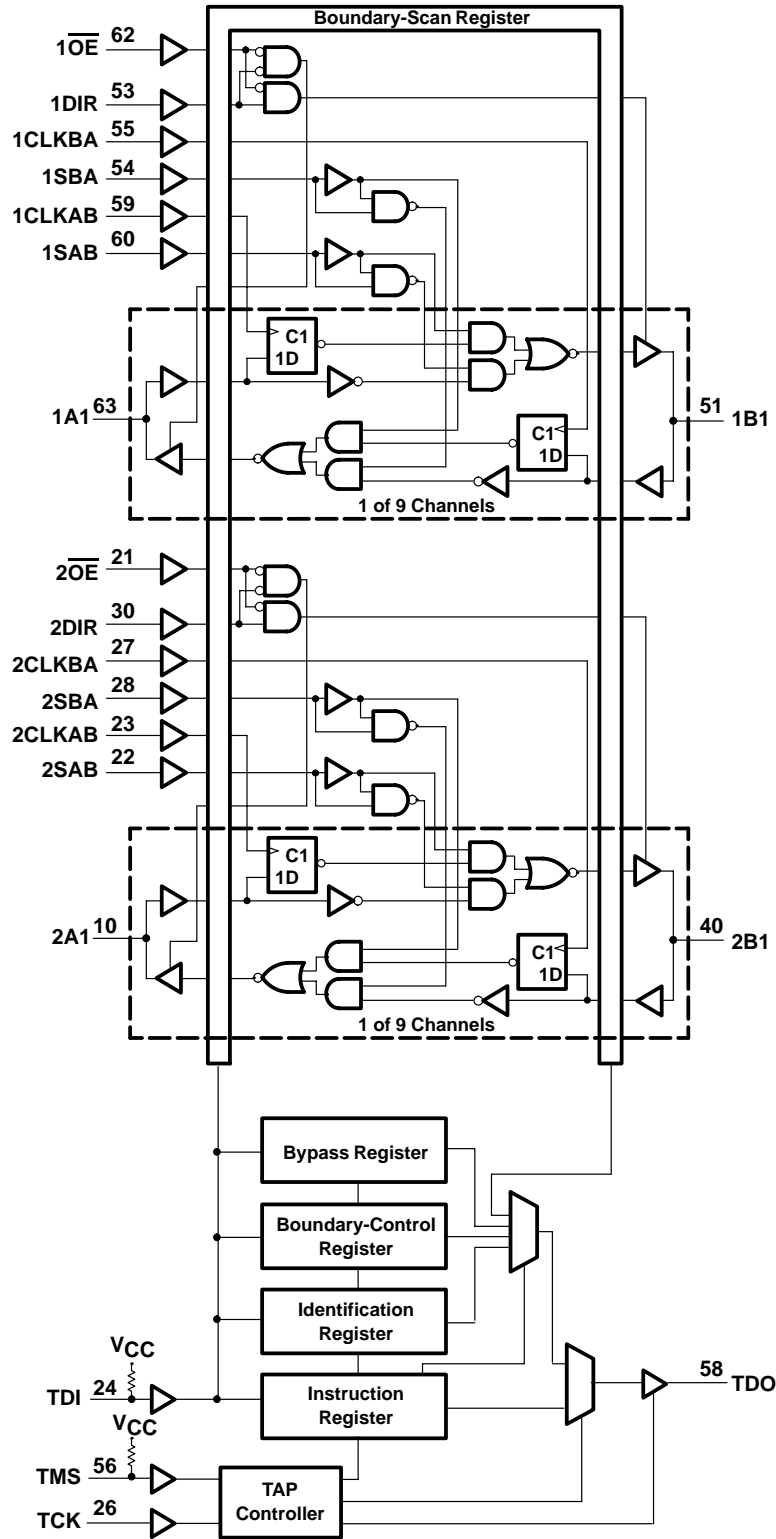 Boundary-Scan Register
1O̅E̅ 62
1DIR 53
1CLKBA 55
1SBA 54
1CLKAB 59
1SAB 60
C1
1D
1A1 63
51 1B1
C1
1D
1 of 9 Channels
2O̅E̅ 21
2DIR 30
2CLKBA 27
2SBA 28
2CLKAB 23
2SAB 22
C1
1D
2A1 10
40 2B1
C1
1D
1 of 9 Channels
Bypass Register
Boundary-Control
Register
Identification
Register
VCC
TDI 24
Instruction
Register
58 TDO
VCC
TMS 56
TAP
Controller
TCK 26